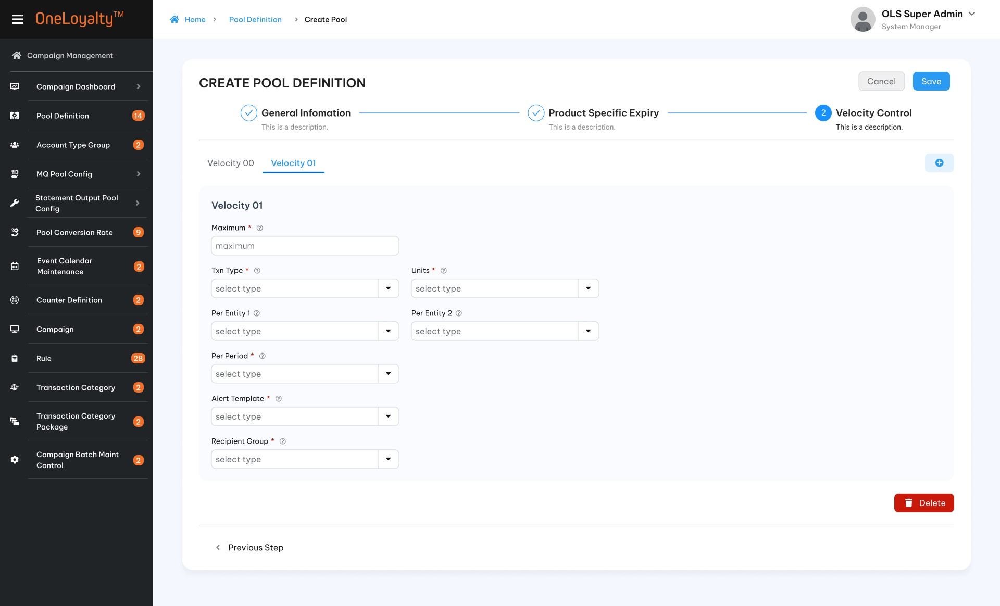 OneLoyalty™
Home
Pool Definition
Create Pool
OLS Super Admin
System Manager
Campaign Management
Campaign Dashboard
Pool Definition 14
Account Type Group 2
MQ Pool Config
Statement Output Pool
Config
Pool Conversion Rate 9
Event Calendar
Maintenance 2
Counter Definition 2
Campaign 2
Rule 28
Transaction Category 2
Transaction Category
Package 2
Campaign Batch Maint
Control 2
CREATE POOL DEFINITION
Cancel
Save
General Infomation
This is a description.
Product Specific Expiry
This is a description.
2 Velocity Control
This is a description.
Velocity 00
Velocity 01
Velocity 01
Maximum *
maximum
Txn Type *
select type
Units *
select type
Per Entity 1
select type
Per Entity 2
select type
Per Period *
select type
Alert Template *
select type
Recipient Group *
select type
Delete
Previous Step